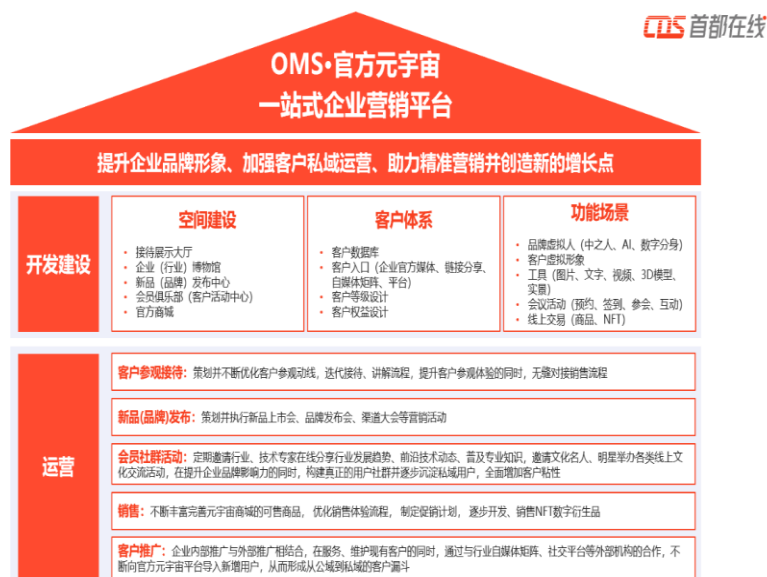 CDS 首都在线
OMS·官方元宇宙
一站式企业营销平台
提升企业品牌形象、加强客户私域运营、助力精准营销并创造新的增长点
开发建设
空间建设
• 接待展示大厅
• 企业（行业）博物馆
• 新品（品牌）发布中心
• 会员俱乐部（客户活动中心）
• 官方商城
客户体系
• 客户数据库
• 客户入口（企业官方媒体、链接分享、
自媒体矩阵、平台）
• 客户等级设计
• 客户权益设计
功能场景
• 品牌虚拟人（中之人、AI、数字分身）
• 客户虚拟形象
• 工具（图片、文字、视频、3D模型、
实景）
• 会议活动（预约、签到、参会、互动）
• 线上交易（商品、NFT）
运营
客户参观接待：策划并不断优化客户参观动线，迭代接待、讲解流程，提升客户参观体验的同时，无缝对接销售流程
新品(品牌)发布：策划并执行新品上市会、品牌发布会、渠道大会等营销活动
会员社群活动：定期邀请行业、技术专家在线分享行业发展趋势、前沿技术动态、普及专业知识，邀请文化名人、明星举办各类线上文
化交流活动，在提升企业品牌影响力的同时，构建真正的用户社群并逐步沉淀私域用户，全面增加客户粘性
销售：不断丰富完善元宇宙商城的可售商品，优化销售体验流程，制定促销计划，逐步开发、销售NFT数字衍生品
客户推广：企业内部推广与外部推广相结合，在服务、维护现有客户的同时，通过与行业自媒体矩阵、社交平台等外部机构的合作，不
断向官方元宇宙平台导入新增用户，从而形成从公域到私域的客户漏斗